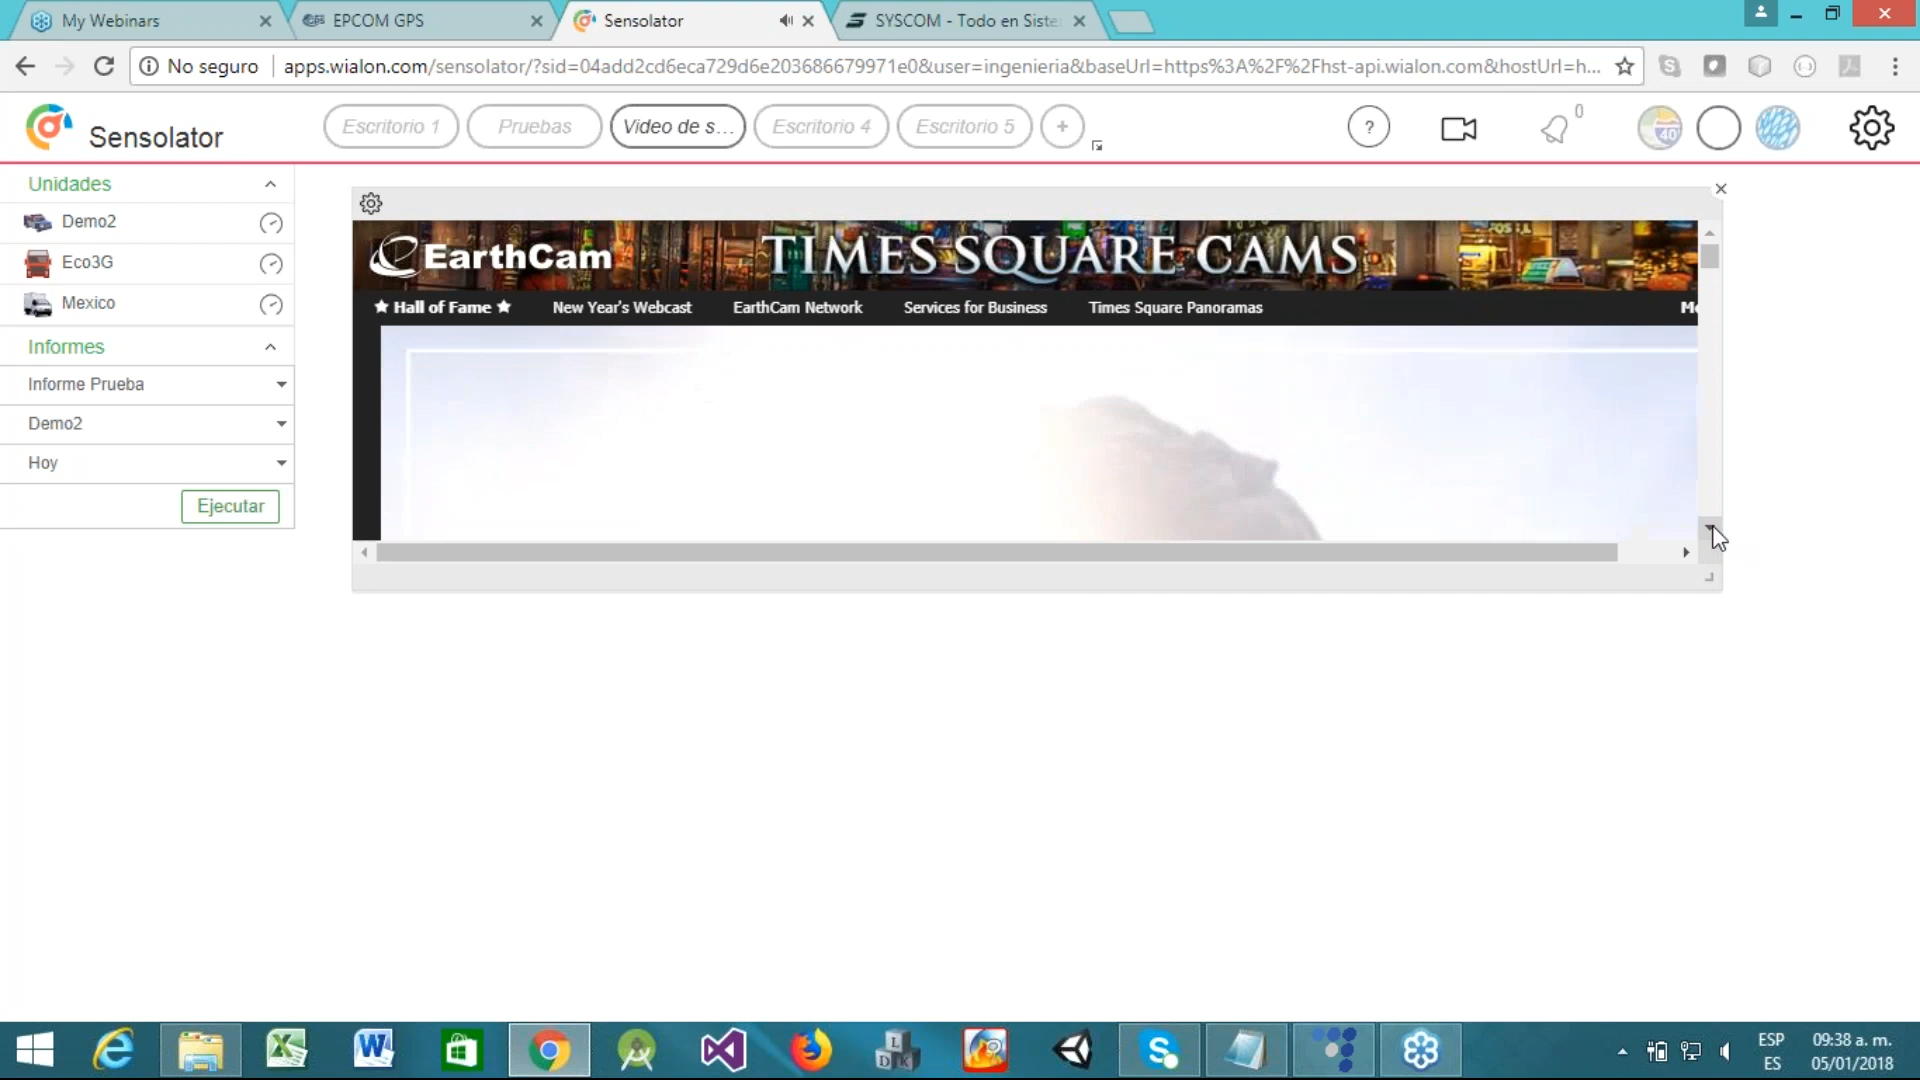 My Webinars
EPCOM GPS
Sensolator
SYSCOM - Todo en Siste
No seguro
apps.wialon.com/sensolator/?sid=04add2cd6eca729d6e203686679971e0&user=ingenieria&baseUrl=https%3A%2F%2Fhst-api.wialon.com&hostUrl=h...
Sensolator
Escritorio 1
Pruebas
Video de s...
Escritorio 4
Escritorio 5
+
?
0
40
Unidades
Demo2
Eco3G
Mexico
Informes
Informe Prueba
Demo2
Hoy
Ejecutar
EarthCam
TIMES SQUARE CAMS
Hall of Fame
New Year's Webcast
EarthCam Network
Services for Business
Times Square Panoramas
ESP
ES
09:38 a. m.
05/01/2018